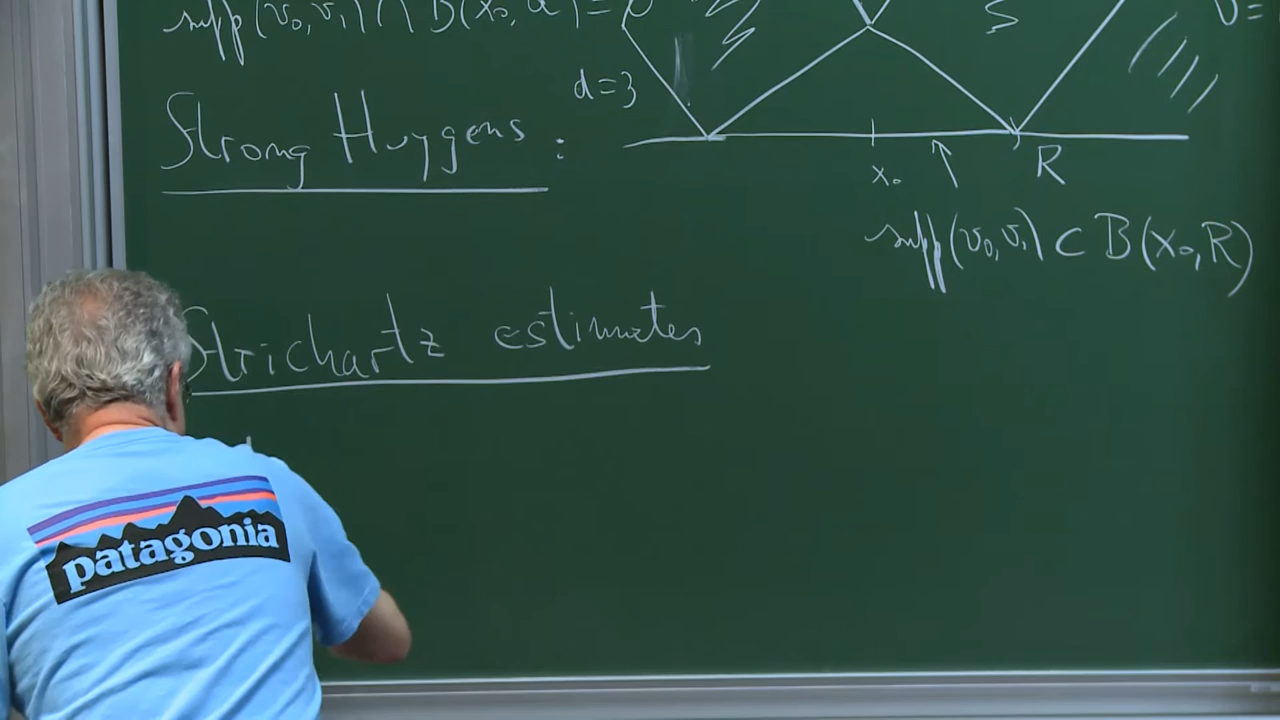 supp(v₀,v₁) ∩ B(x₀,
d=3
Strong Huygens :
x₀
R
supp(v₀,v₁) ⊂ B(x₀,R)
Strichartz estimates
patagonia